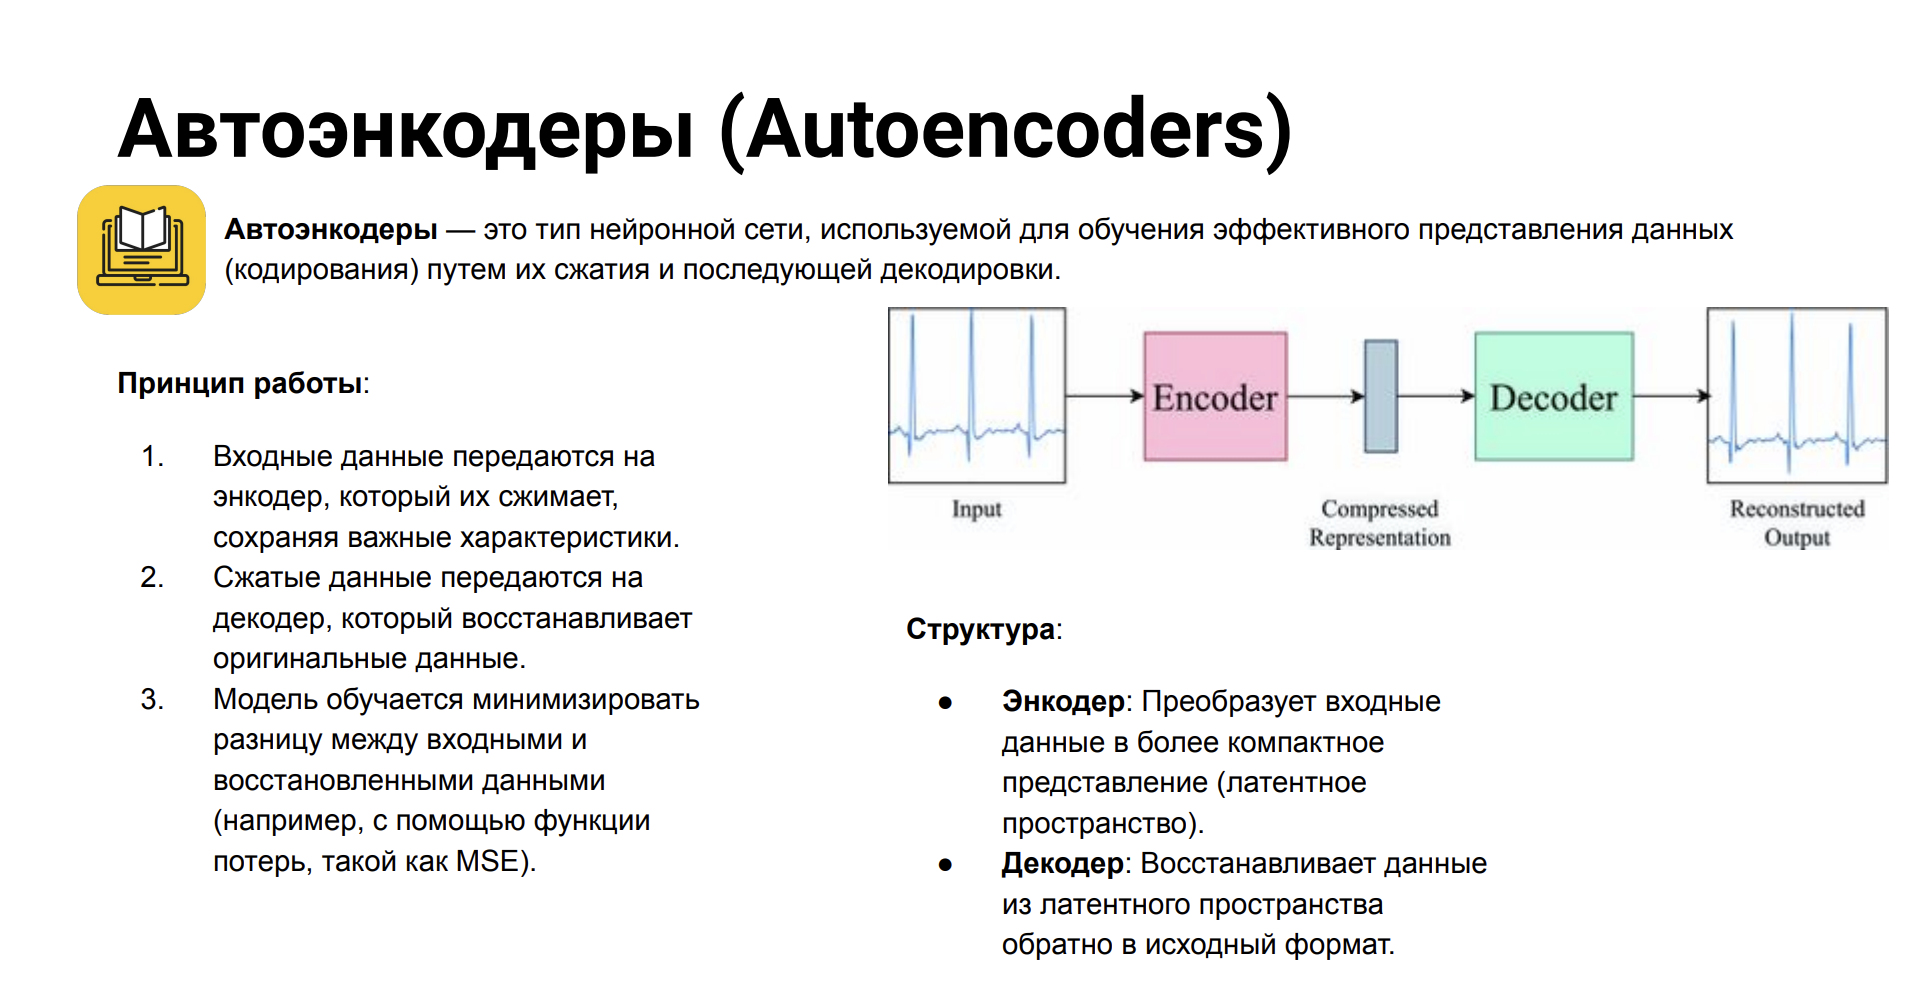 Автоэнкодеры (Autoencoders)
Автоэнкодеры — это тип нейронной сети, используемой для обучения эффективного представления данных
(кодирования) путем их сжатия и последующей декодировки.
Принцип работы:
1. Входные данные передаются на
энкодер, который их сжимает,
сохраняя важные характеристики.
2. Сжатые данные передаются на
декодер, который восстанавливает
оригинальные данные.
3. Модель обучается минимизировать
разницу между входными и
восстановленными данными
(например, с помощью функции
потерь, такой как MSE).
Encoder
Decoder
Input
Compressed
Representation
Reconstructed
Output
Структура:
● Энкодер: Преобразует входные
данные в более компактное
представление (латентное
пространство).
● Декодер: Восстанавливает данные
из латентного пространства
обратно в исходный формат.